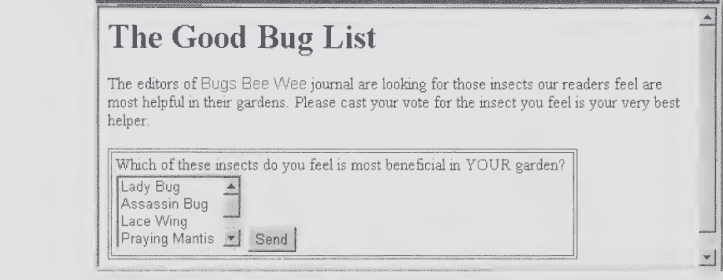 The Good Bug List
The editors of Bugs Bee Wee journal are looking for those insects our readers feel are
most helpful in their gardens. Please cast your vote for the insect you feel is your very best
helper.
Which of these insects do you feel is most beneficial in YOUR garden?
Lady Bug
Assassin Bug
Lace Wing
Praying Mantis
Send